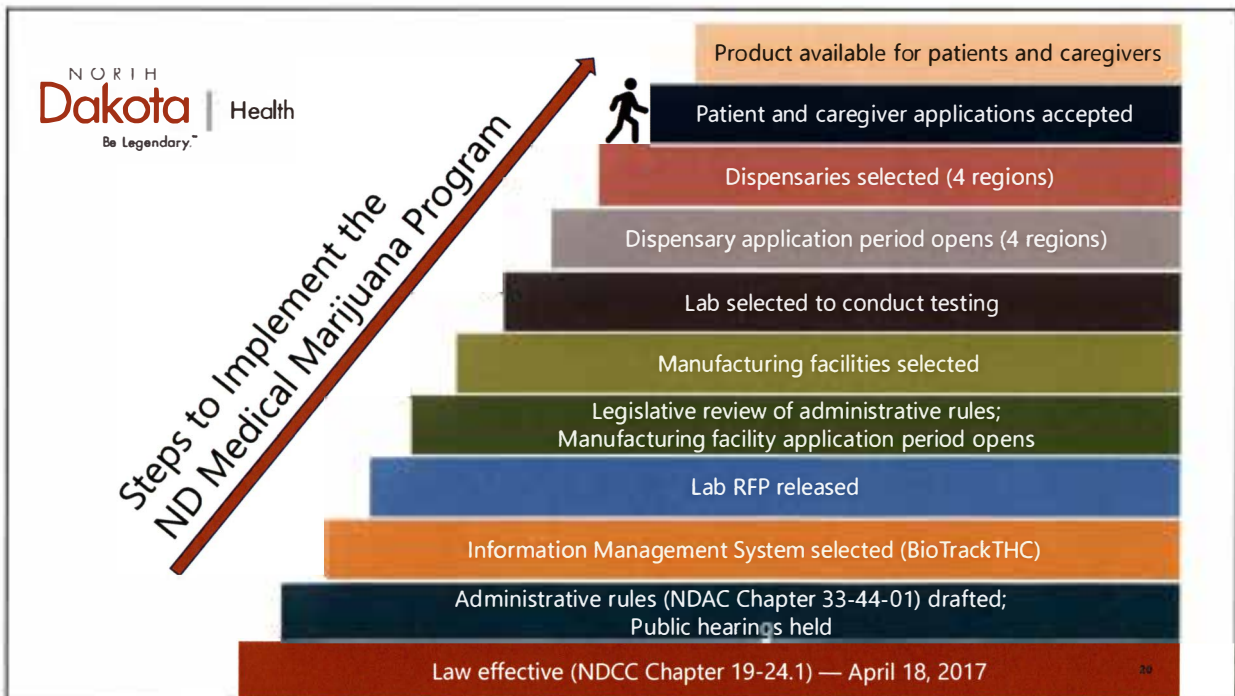 NORTH
Dakota | Health
Be Legendary.™
Steps to Implement the
ND Medical Marijuana Program
Product available for patients and caregivers
Patient and caregiver applications accepted
Dispensaries selected (4 regions)
Dispensary application period opens (4 regions)
Lab selected to conduct testing
Manufacturing facilities selected
Legislative review of administrative rules;
Manufacturing facility application period opens
Lab RFP released
Information Management System selected (BioTrackTHC)
Administrative rules (NDAC Chapter 33-44-01) drafted;
Public hearings held
Law effective (NDCC Chapter 19-24.1) — April 18, 2017
20